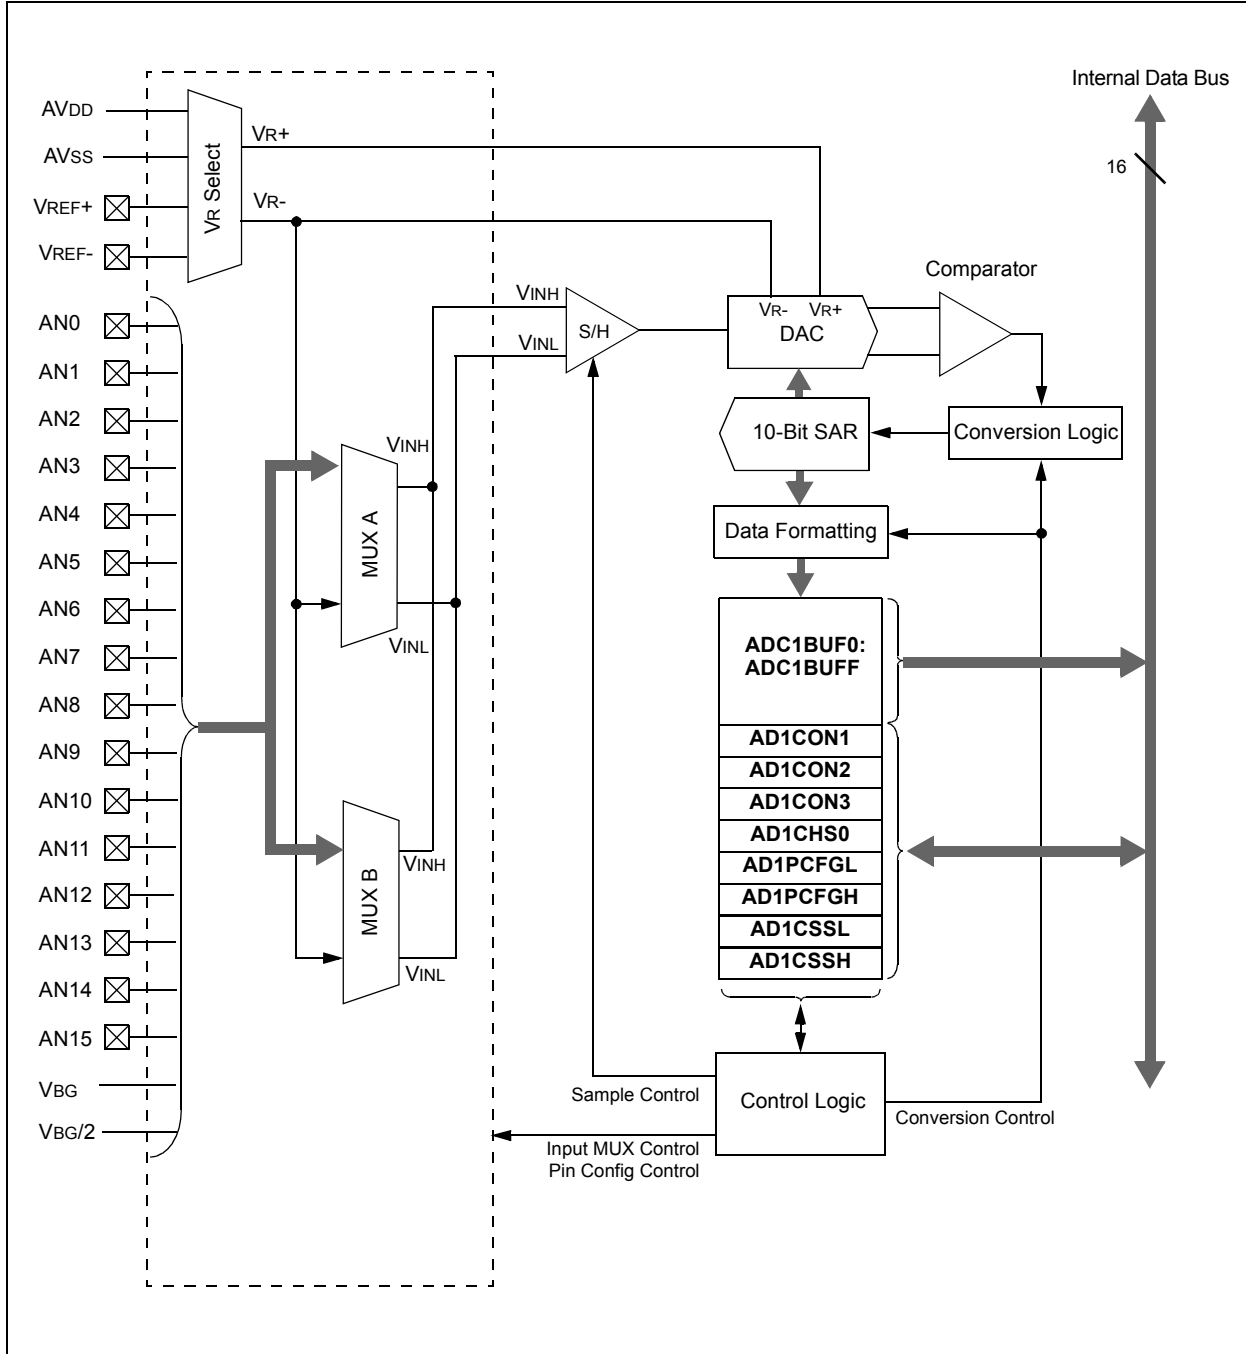 Internal Data Bus
16
AVDD
AVSS
VREF+
VREF-
VR Select
VR+
VR-
Comparator
AN0
AN1
AN2
AN3
AN4
AN5
AN6
AN7
AN8
AN9
AN10
AN11
AN12
AN13
AN14
AN15
VBG
VBG/2
VINH
VINL
S/H
VR- VR+
DAC
10-Bit SAR
Conversion Logic
Data Formatting
VINH
MUX A
VINL
VINH
MUX B
VINL
ADC1BUF0:
ADC1BUFF
AD1CON1
AD1CON2
AD1CON3
AD1CHS0
AD1PCFGL
AD1PCFGH
AD1CSSL
AD1CSSH
Sample Control
Control Logic
Conversion Control
Input MUX Control
Pin Config Control